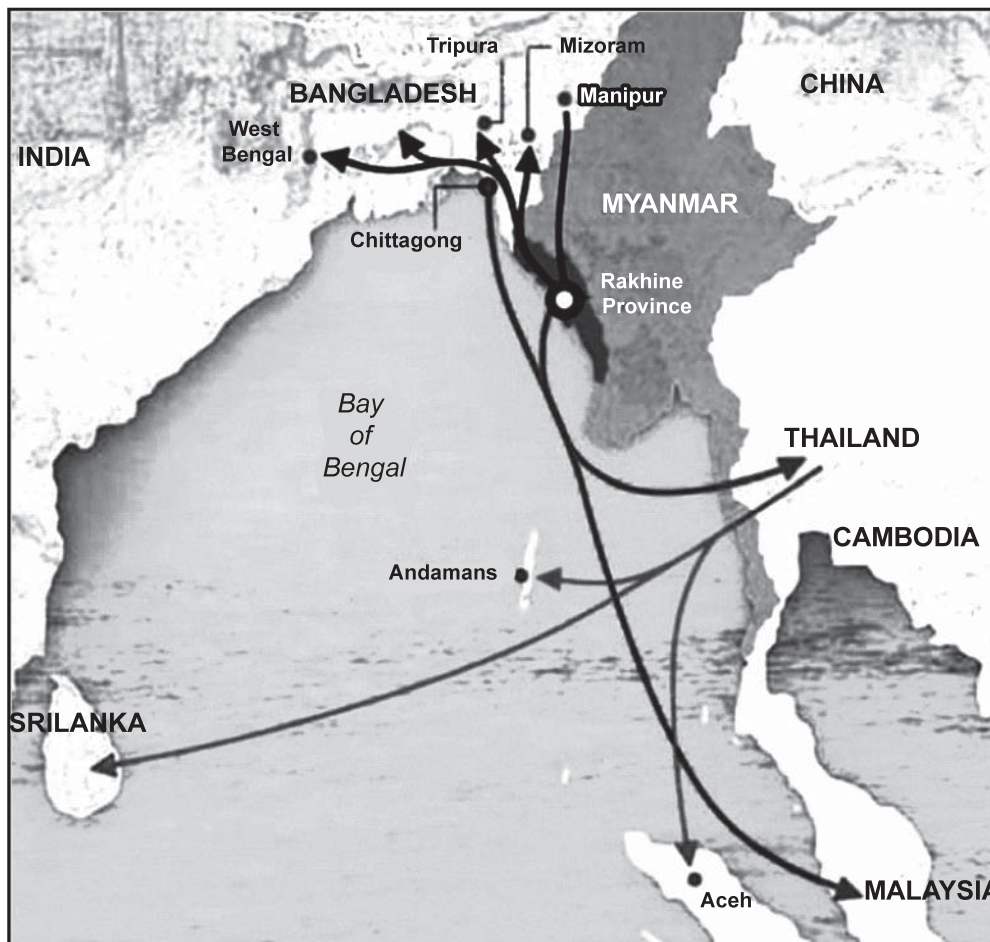 Tripura
Mizoram
BANGLADESH
Manipur
CHINA
West
Bengal
INDIA
MYANMAR
Chittagong
Rakhine
Province
Bay
of
Bengal
THAILAND
CAMBODIA
Andamans
SRILANKA
Aceh
MALAYSIA